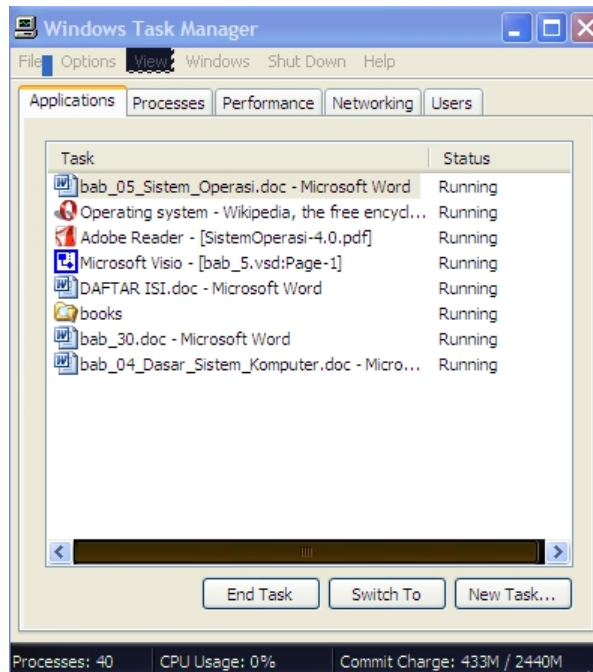 Windows Task Manager
File Options View Windows Shut Down Help
Applications Processes Performance Networking Users
Task Status
bab_05_Sistem_Operasi.doc - Microsoft Word Running
Operating system - Wikipedia, the free encycl... Running
Adobe Reader - [SistemOperasi-4.0.pdf] Running
Microsoft Visio - [bab_5.vsd:Page-1] Running
DAFTAR ISI.doc - Microsoft Word Running
books Running
bab_30.doc - Microsoft Word Running
bab_04_Dasar_Sistem_Komputer.doc - Micro... Running
End Task Switch To New Task...
Processes: 40 CPU Usage: 0% Commit Charge: 433M / 2440M